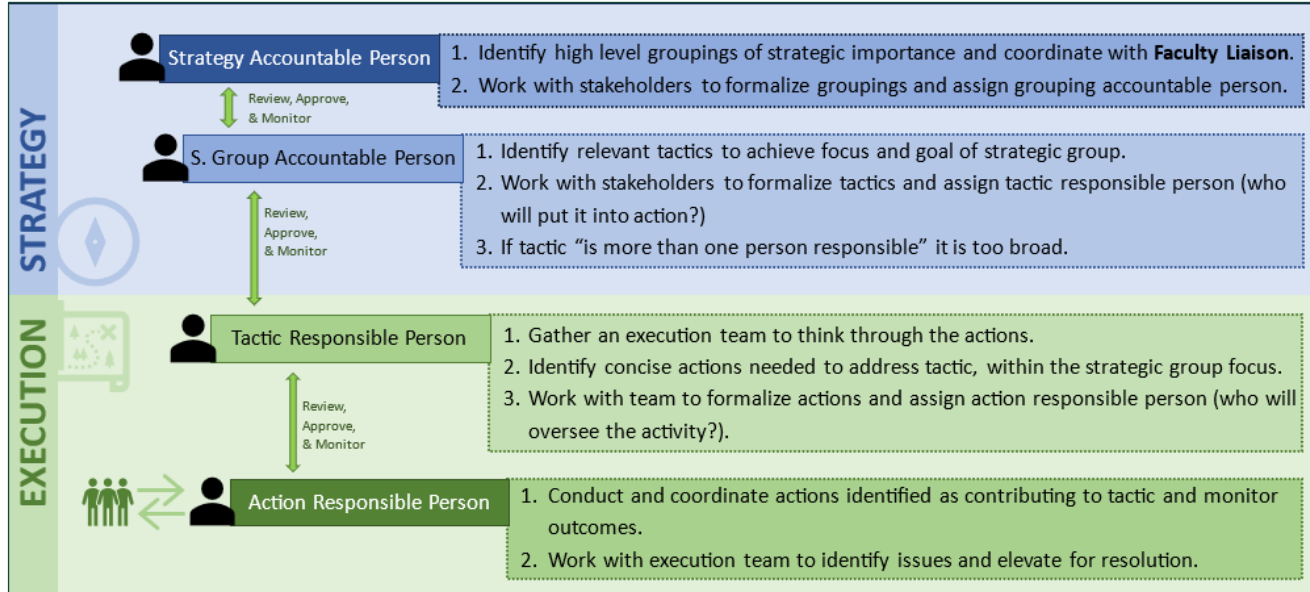 STRATEGY
Strategy Accountable Person
1. Identify high level groupings of strategic importance and coordinate with Faculty Liaison.
2. Work with stakeholders to formalize groupings and assign grouping accountable person.
Review, Approve,
& Monitor
S. Group Accountable Person
1. Identify relevant tactics to achieve focus and goal of strategic group.
2. Work with stakeholders to formalize tactics and assign tactic responsible person (who
will put it into action?)
3. If tactic “is more than one person responsible” it is too broad.
Review,
Approve,
& Monitor
EXECUTION
Tactic Responsible Person
1. Gather an execution team to think through the actions.
2. Identify concise actions needed to address tactic, within the strategic group focus.
3. Work with team to formalize actions and assign action responsible person (who will
oversee the activity?).
Review,
Approve,
& Monitor
Action Responsible Person
1. Conduct and coordinate actions identified as contributing to tactic and monitor
outcomes.
2. Work with execution team to identify issues and elevate for resolution.